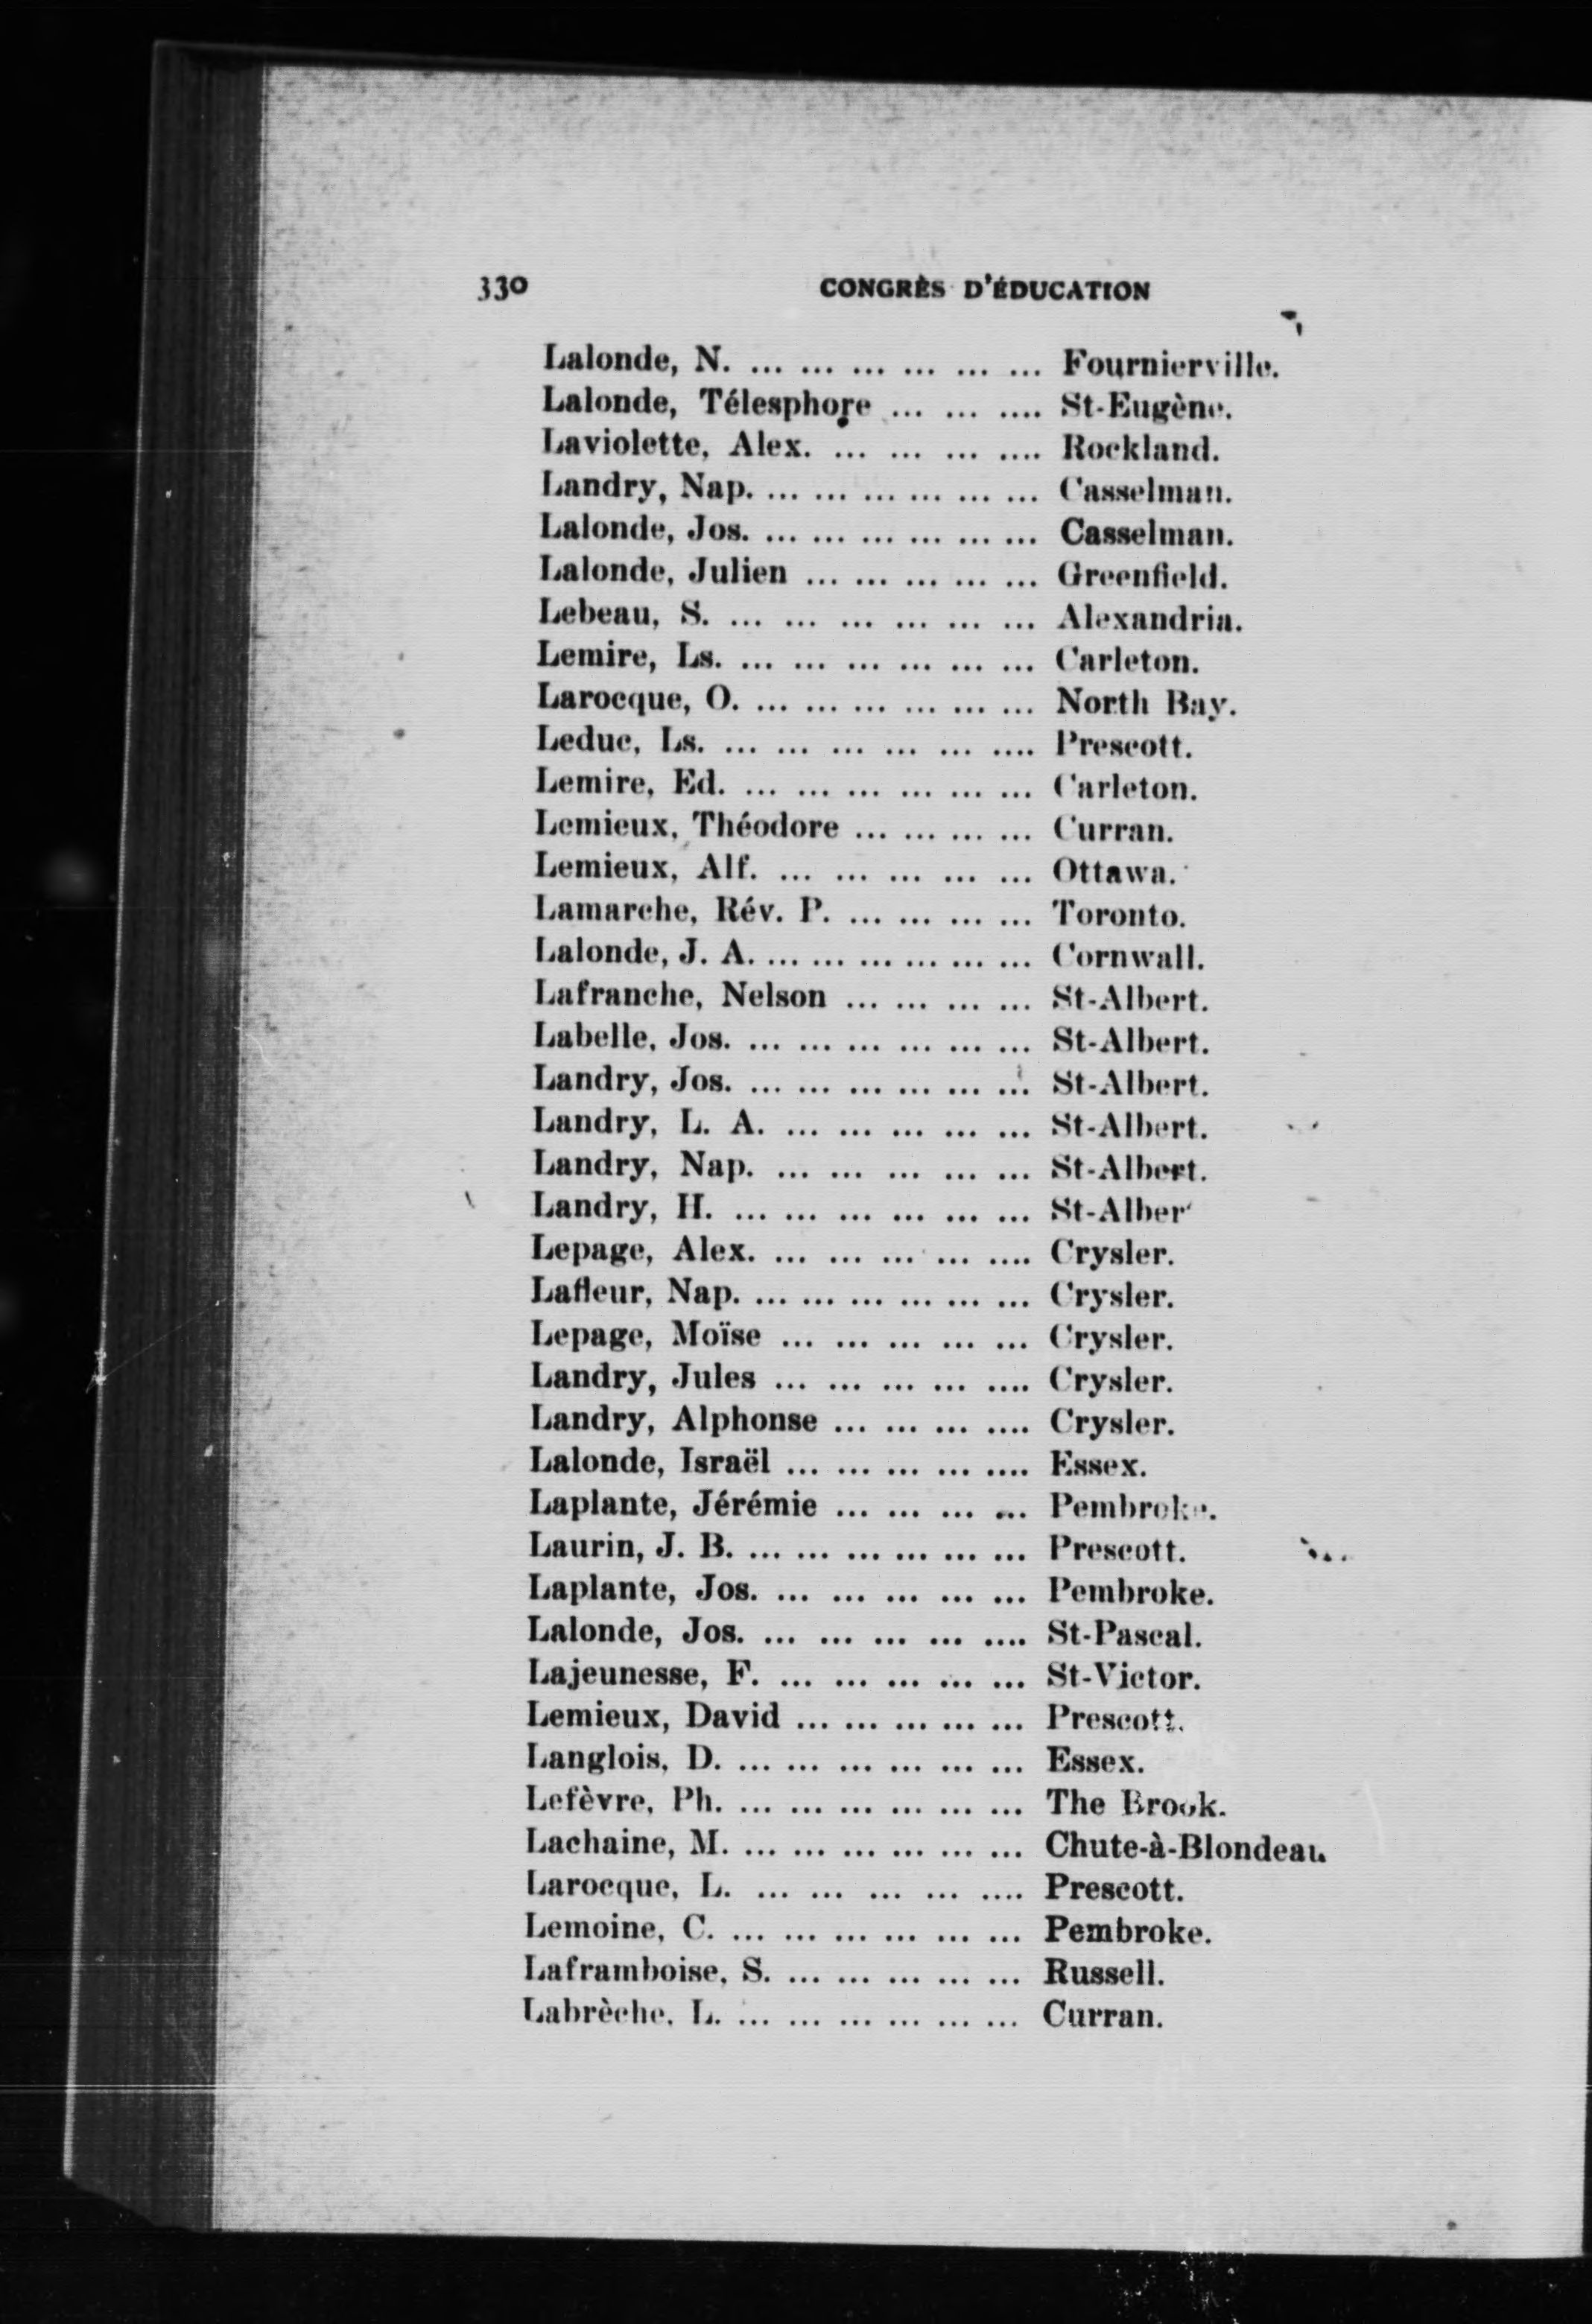 330 CONGRÈS D'ÉDUCATION
Lalonde, N. ... ... ... ... ... ... Fournierville.
Lalonde, Télesphore ... ... .... St-Eugène.
Laviolette, Alex. ... ... ... .... Rockland.
Landry, Nap. ... ... ... ... ... ... Casselman.
Lalonde, Jos. ... ... ... ... ... ... Casselman.
Lalonde, Julien ... ... ... ... ... Greenfield.
Lebeau, S. ... ... ... ... ... ... Alexandria.
Lemire, Ls. ... ... ... ... ... ... Carleton.
Larocque, O. ... ... ... ... ... ... North Bay.
Leduc, Ls. ... ... ... ... ... .... Prescott.
Lemire, Ed. ... ... ... ... ... ... Carleton.
Lemieux, Théodore ... ... ... ... Curran.
Lemieux, Alf. ... ... ... ... ... Ottawa.
Lamarche, Rév. P. ... ... ... ... Toronto.
Lalonde, J. A. ... ... ... ... ... ... Cornwall.
Lafranche, Nelson ... ... ... ... St-Albert.
Labelle, Jos. ... ... ... ... ... ... St-Albert.
Landry, Jos. ... ... ... ... ... ... St-Albert.
Landry, L. A. ... ... ... ... ... St-Albert.
Landry, Nap. ... ... ... ... ... St-Albert.
Landry, H. ... ... ... ... ... ... St-Alber
Lepage, Alex. ... ... ... ... .... Crysler.
Lafleur, Nap. ... ... ... ... ... ... Crysler.
Lepage, Moïse ... ... ... ... ... Crysler.
Landry, Jules ... ... ... ... .... Crysler.
Landry, Alphonse ... ... ... .... Crysler.
Lalonde, Israël ... ... ... ... .... Essex.
Laplante, Jérémie ... ... ... ... Pembroke.
Laurin, J. B. ... ... ... ... ... ... Prescott.
Laplante, Jos. ... ... ... ... ... Pembroke.
Lalonde, Jos. ... ... ... ... .... St-Pascal.
Lajeunesse, F. ... ... ... ... ... St-Victor.
Lemieux, David ... ... ... ... ... Prescott.
Langlois, D. ... ... ... ... ... ... Essex.
Lefèvre, Ph. ... ... ... ... ... ... The Brook.
Lachaine, M. ... ... ... ... ... ... Chute-à-Blondeau.
Larocque, L. ... ... ... ... .... Prescott.
Lemoine, C. ... ... ... ... ... ... Pembroke.
Laframboise, S. ... ... ... ... ... Russell.
Labrèche, L. ... ... ... ... ... ... Curran.